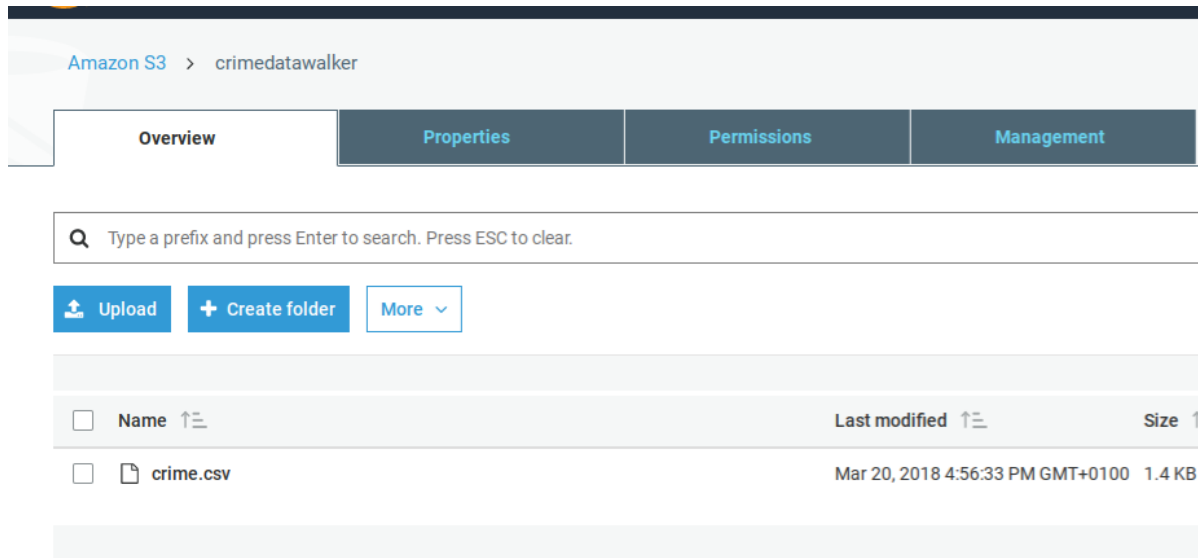 Amazon S3 > crimedatawalker
Overview Properties Permissions Management
Type a prefix and press Enter to search. Press ESC to clear.
Upload Create folder More
Name Last modified Size
crime.csv Mar 20, 2018 4:56:33 PM GMT+0100 1.4 KB